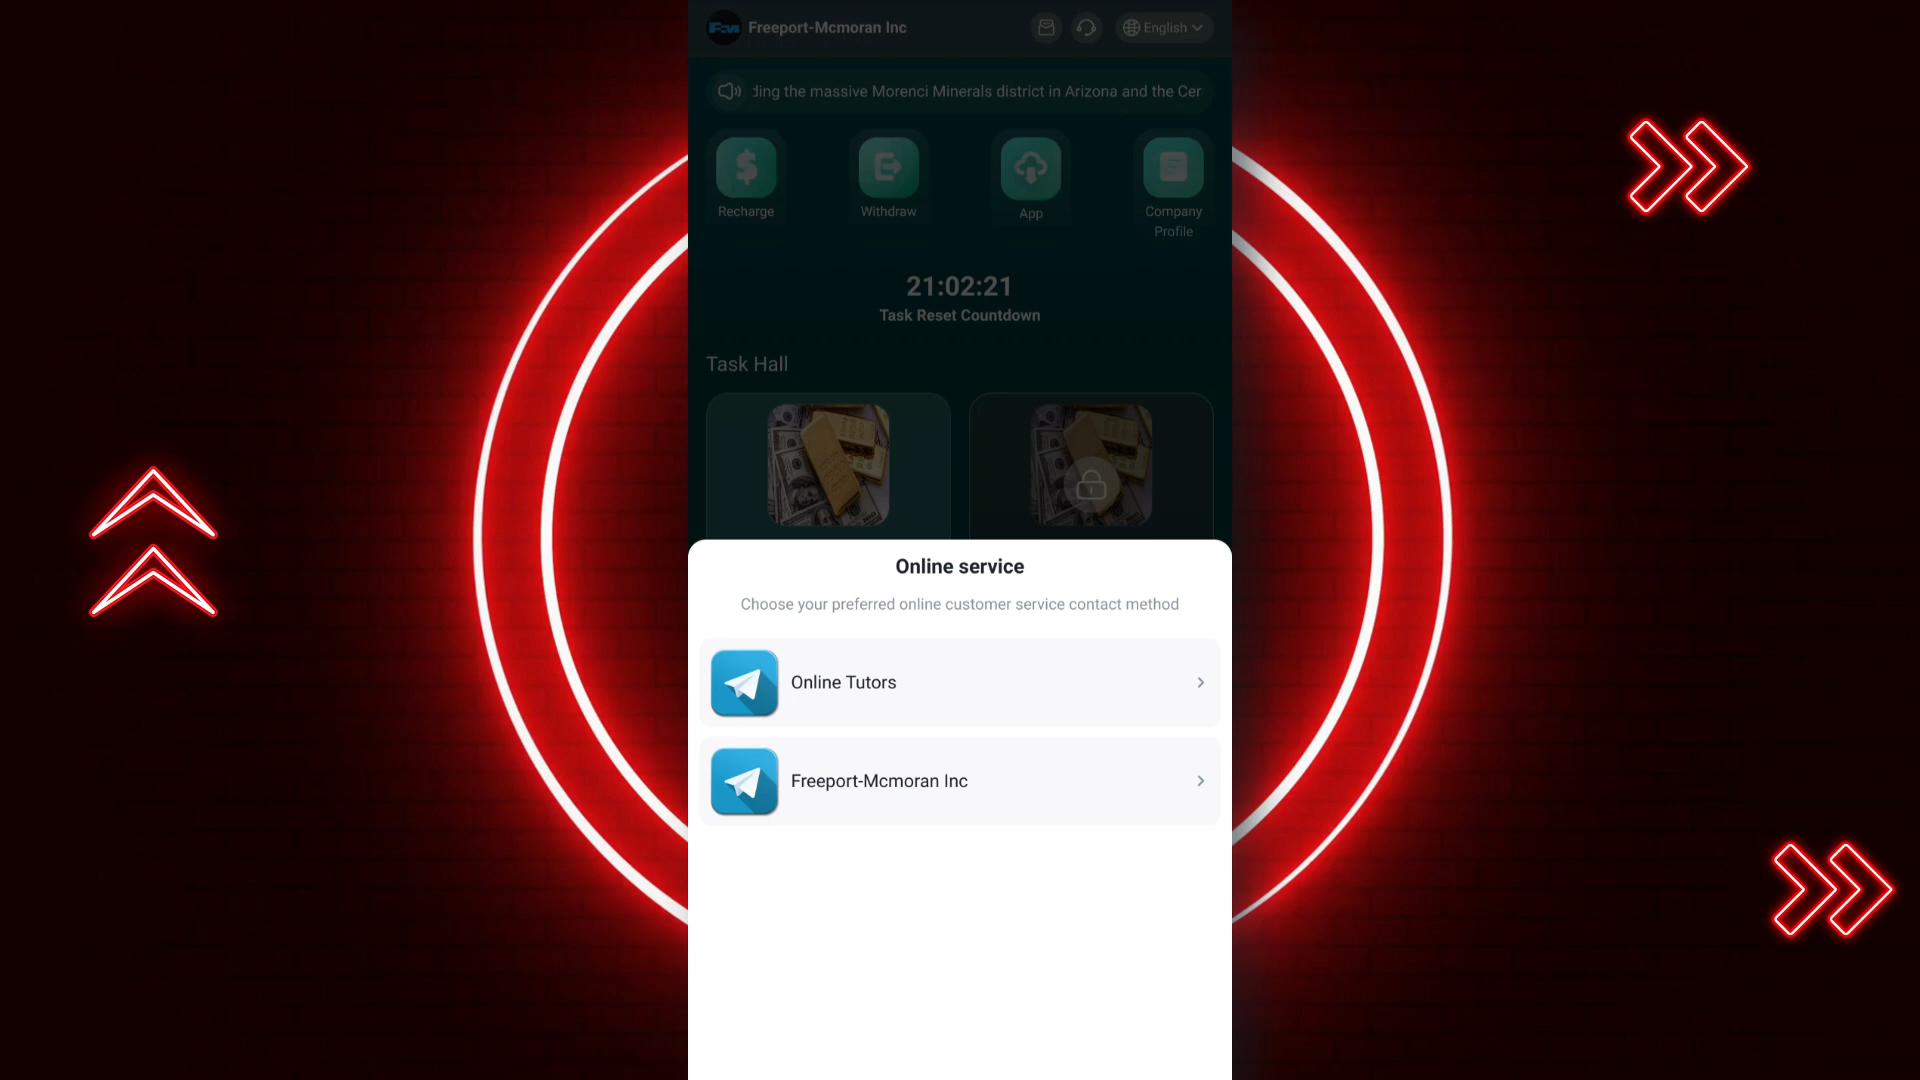 FM Freeport-Mcmoran Inc English
ding the massive Morenci Minerals district in Arizona and the Cer
Recharge Withdraw App Company
Profile
21:02:21
Task Reset Countdown
Task Hall
Online service
Choose your preferred online customer service contact method
Online Tutors
Freeport-Mcmoran Inc